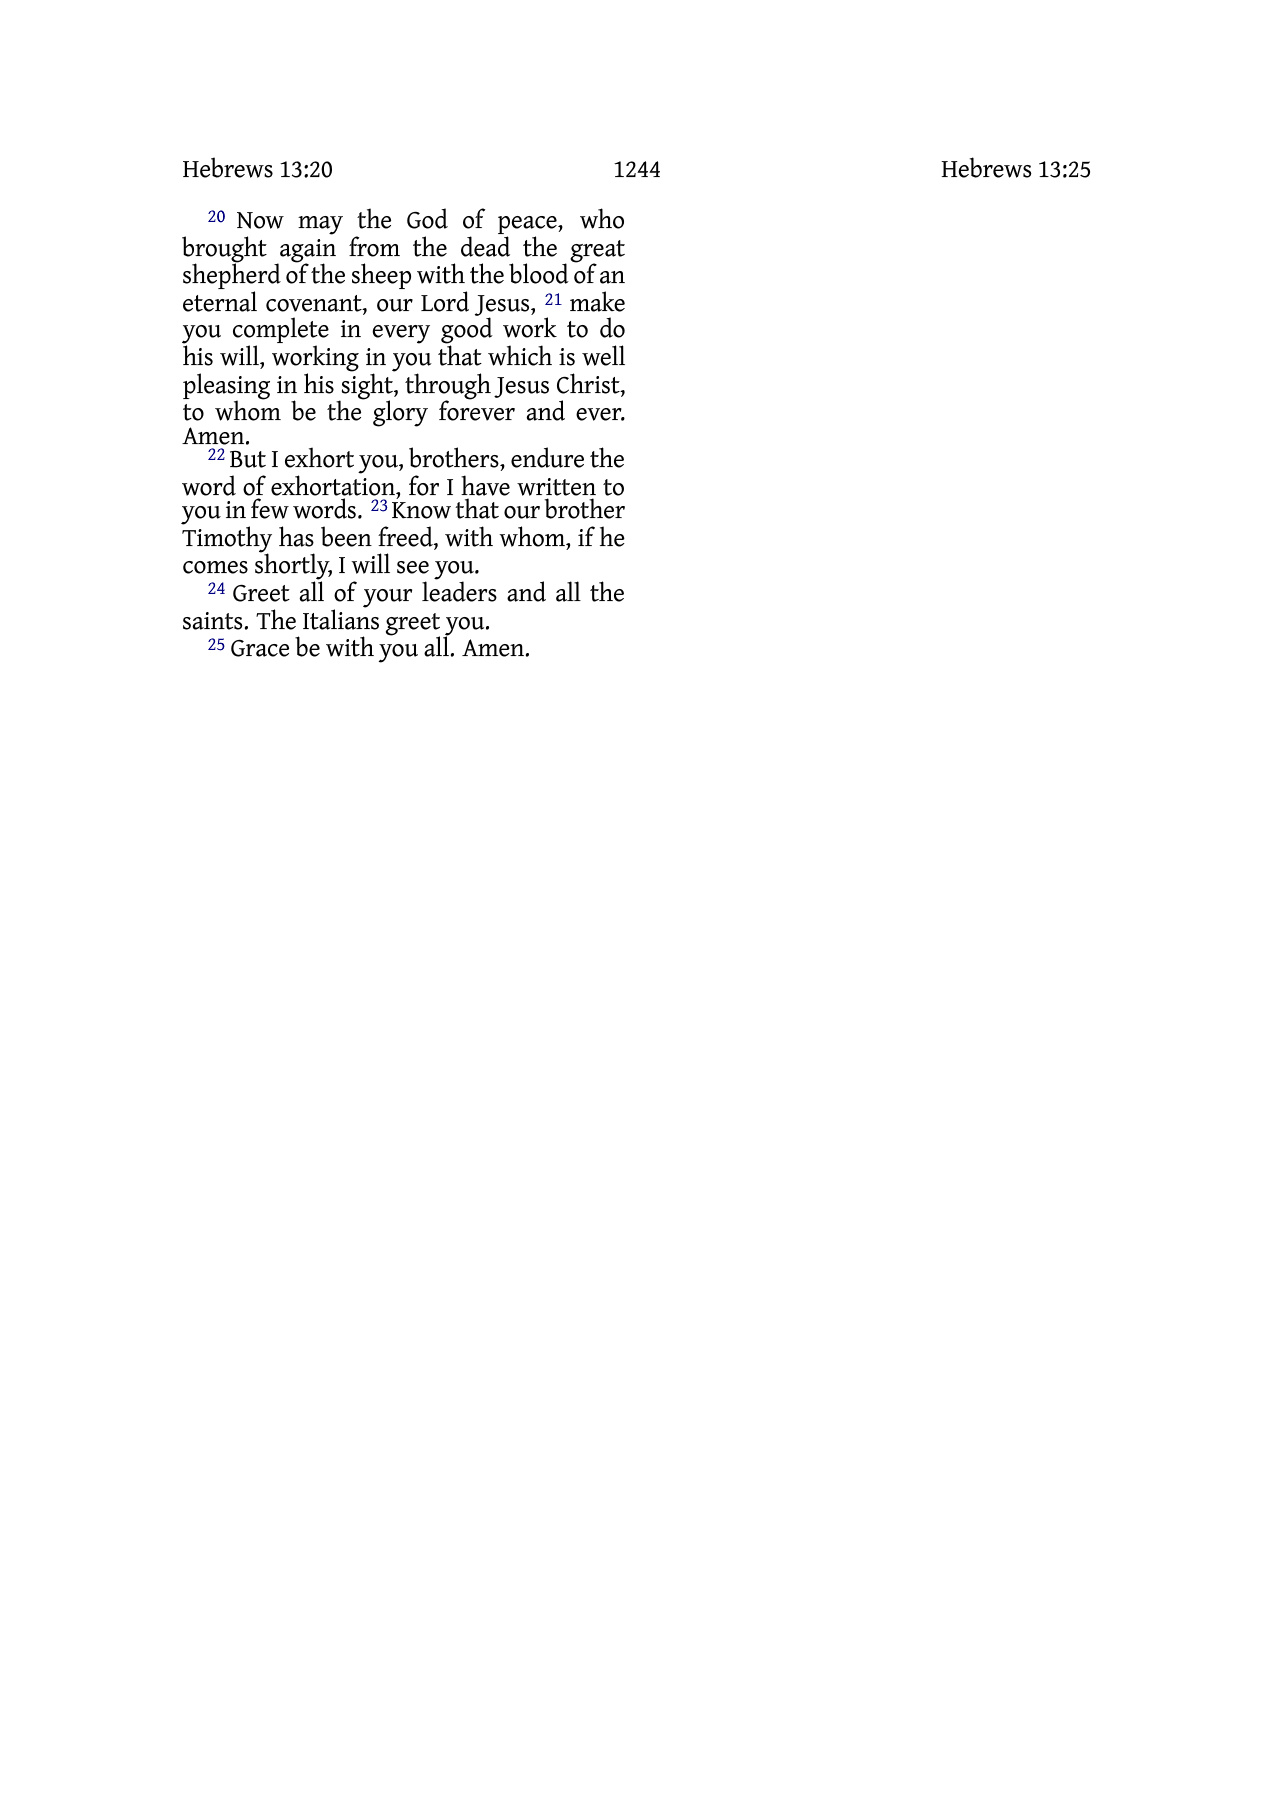 Hebrews 13:20 1244 Hebrews 13:25
20 Now may the God of peace, who
brought again from the dead the great
shepherd of the sheep with the blood of an
eternal covenant, our Lord Jesus, 21 make
you complete in every good work to do
his will, working in you that which is well
pleasing in his sight, through Jesus Christ,
to whom be the glory forever and ever.
Amen.
22 But I exhort you, brothers, endure the
word of exhortation, for I have written to
you in few words. 23 Know that our brother
Timothy has been freed, with whom, if he
comes shortly, I will see you.
24 Greet all of your leaders and all the
saints. The Italians greet you.
25 Grace be with you all. Amen.